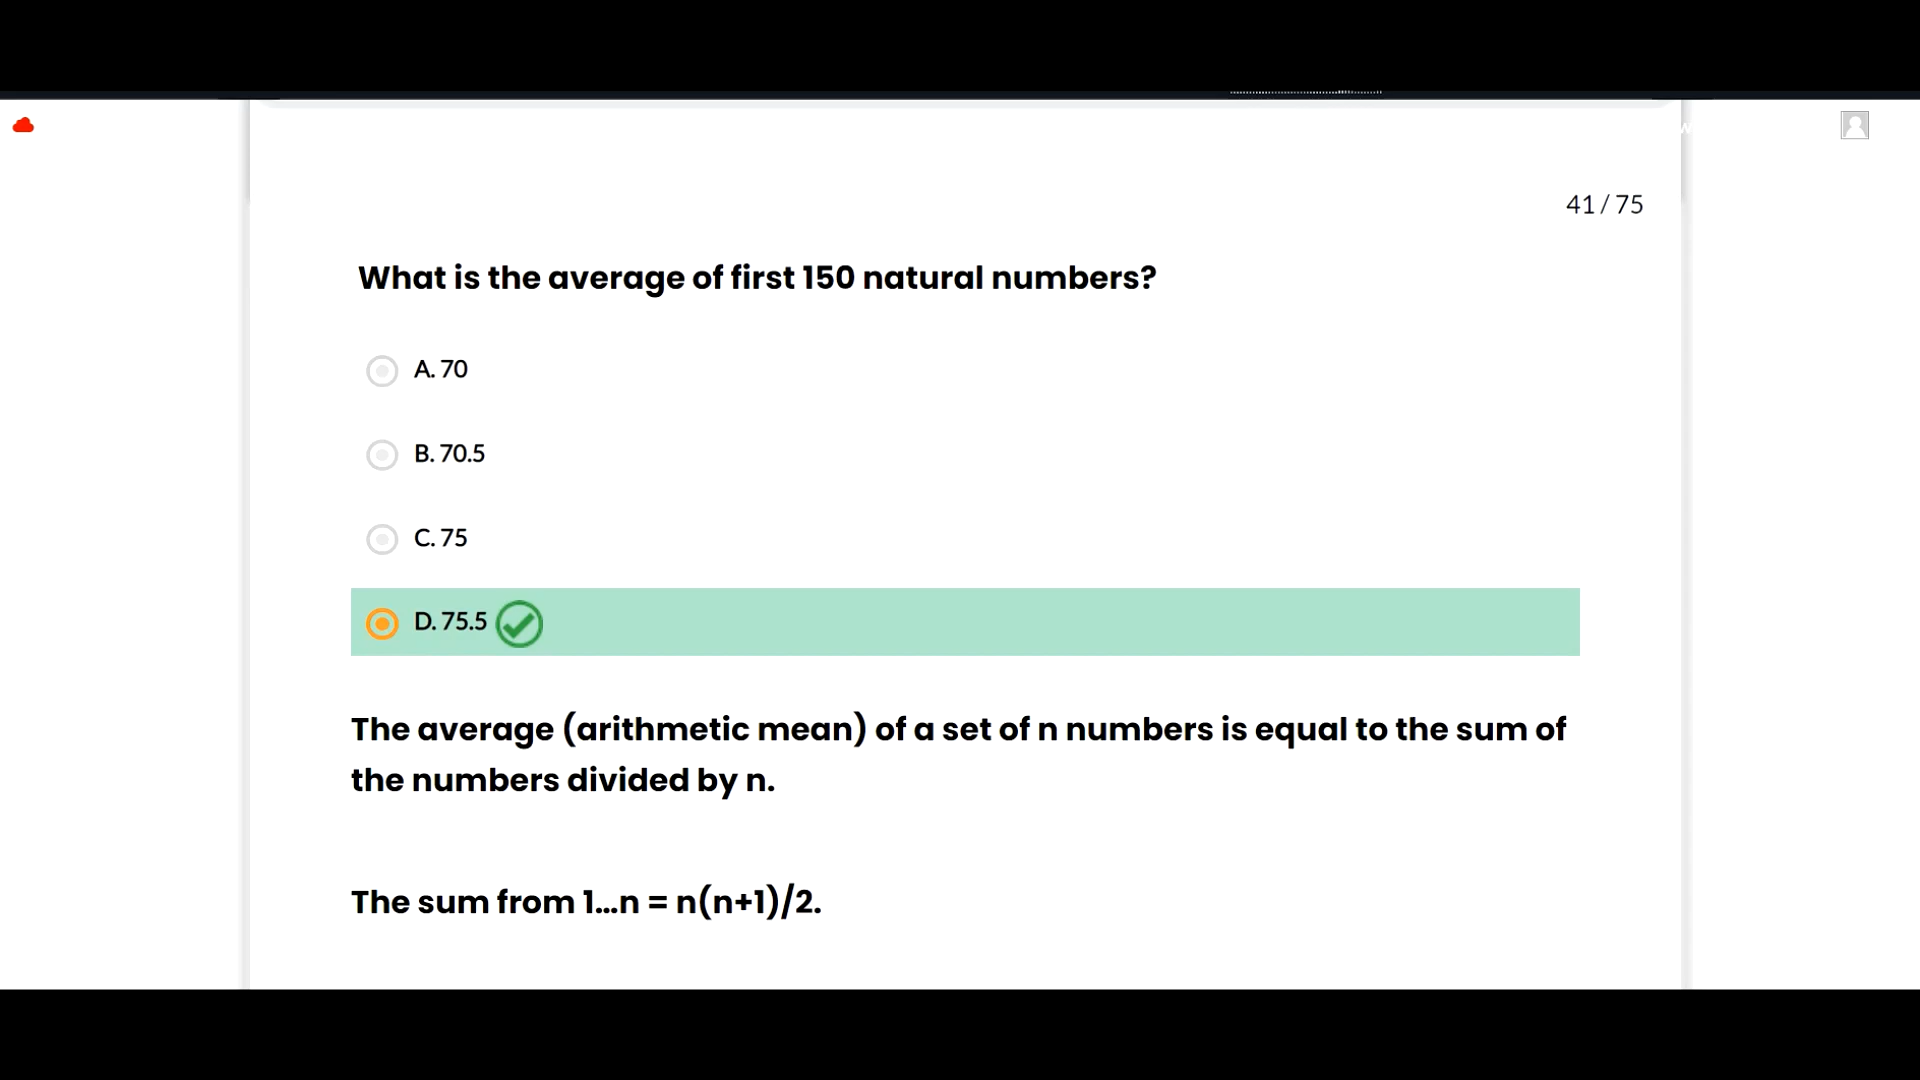 41 / 75
What is the average of first 150 natural numbers?
A. 70
B. 70.5
C. 75
D. 75.5
The average (arithmetic mean) of a set of n numbers is equal to the sum of
the numbers divided by n.
The sum from 1...n = n(n+1)/2.